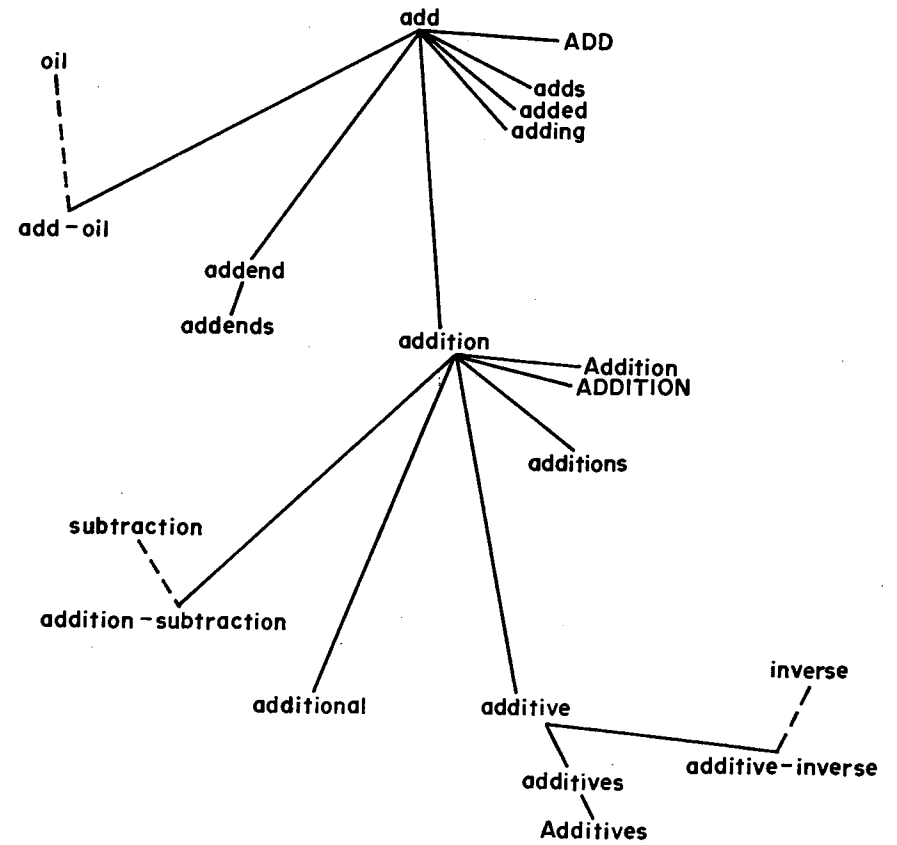 add
ADD
oil
adds
added
adding
add-oil
addend
addends
addition
Addition
ADDITION
additions
subtraction
addition-subtraction
inverse
additional
additive
additive-inverse
additives
Additives